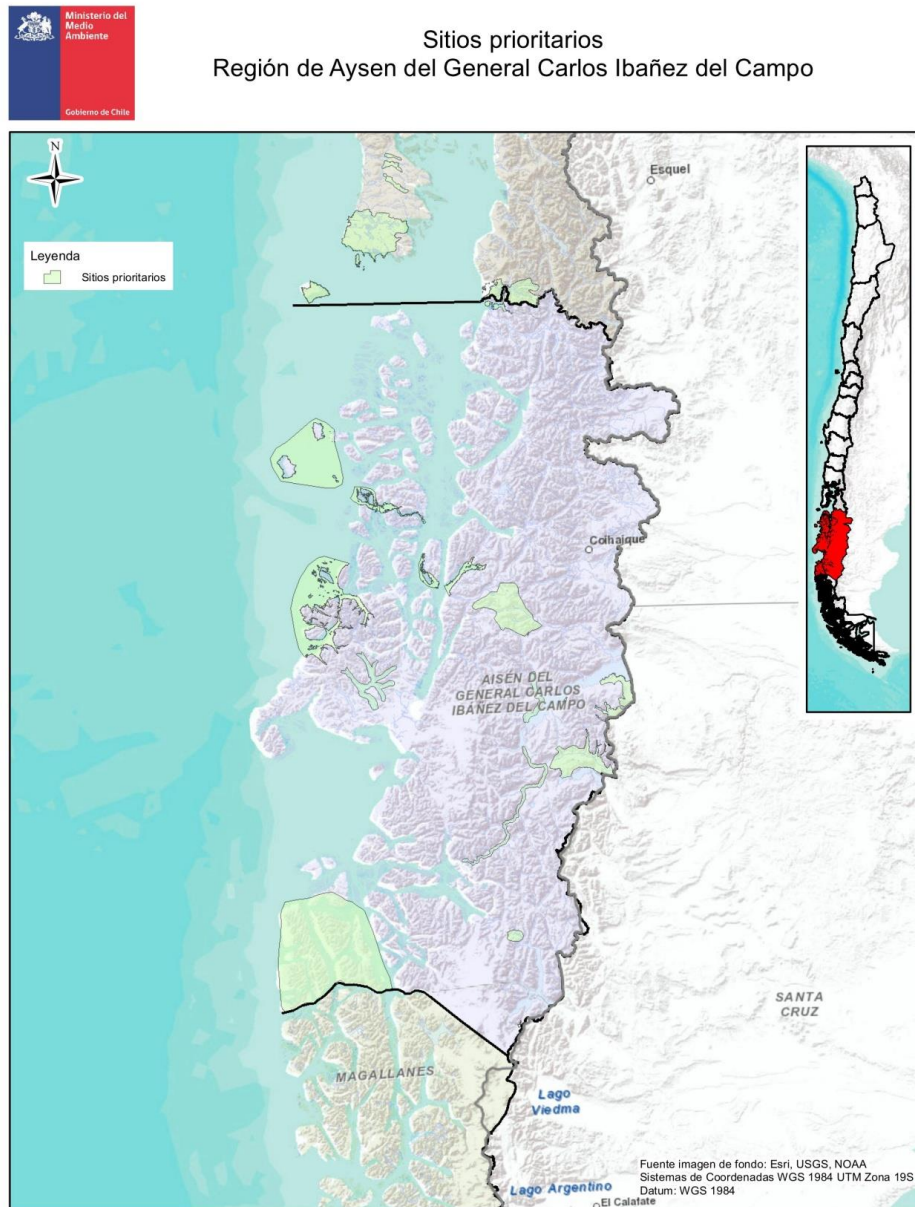 Ministerio del
Medio
Ambiente
Gobierno de Chile
Sitios prioritarios
Región de Aysen del General Carlos Ibañez del Campo
N
Esquel
Leyenda
Sitios prioritarios
Coihaique
AISÉN DEL
GENERAL CARLOS
IBÁÑEZ DEL CAMPO
SANTA
CRUZ
MAGALLANES
Lago
Viedma
Lago Argentino
El Calafate
Fuente imagen de fondo: Esri, USGS, NOAA
Sistemas de Coordenadas WGS 1984 UTM Zona 19S
Datum: WGS 1984